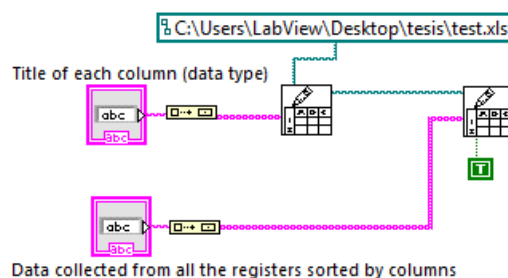 C:\Users\LabView\Desktop\tesis\test.xls
Title of each column (data type)
abc
abc
T
abc
abc
Data collected from all the registers sorted by columns